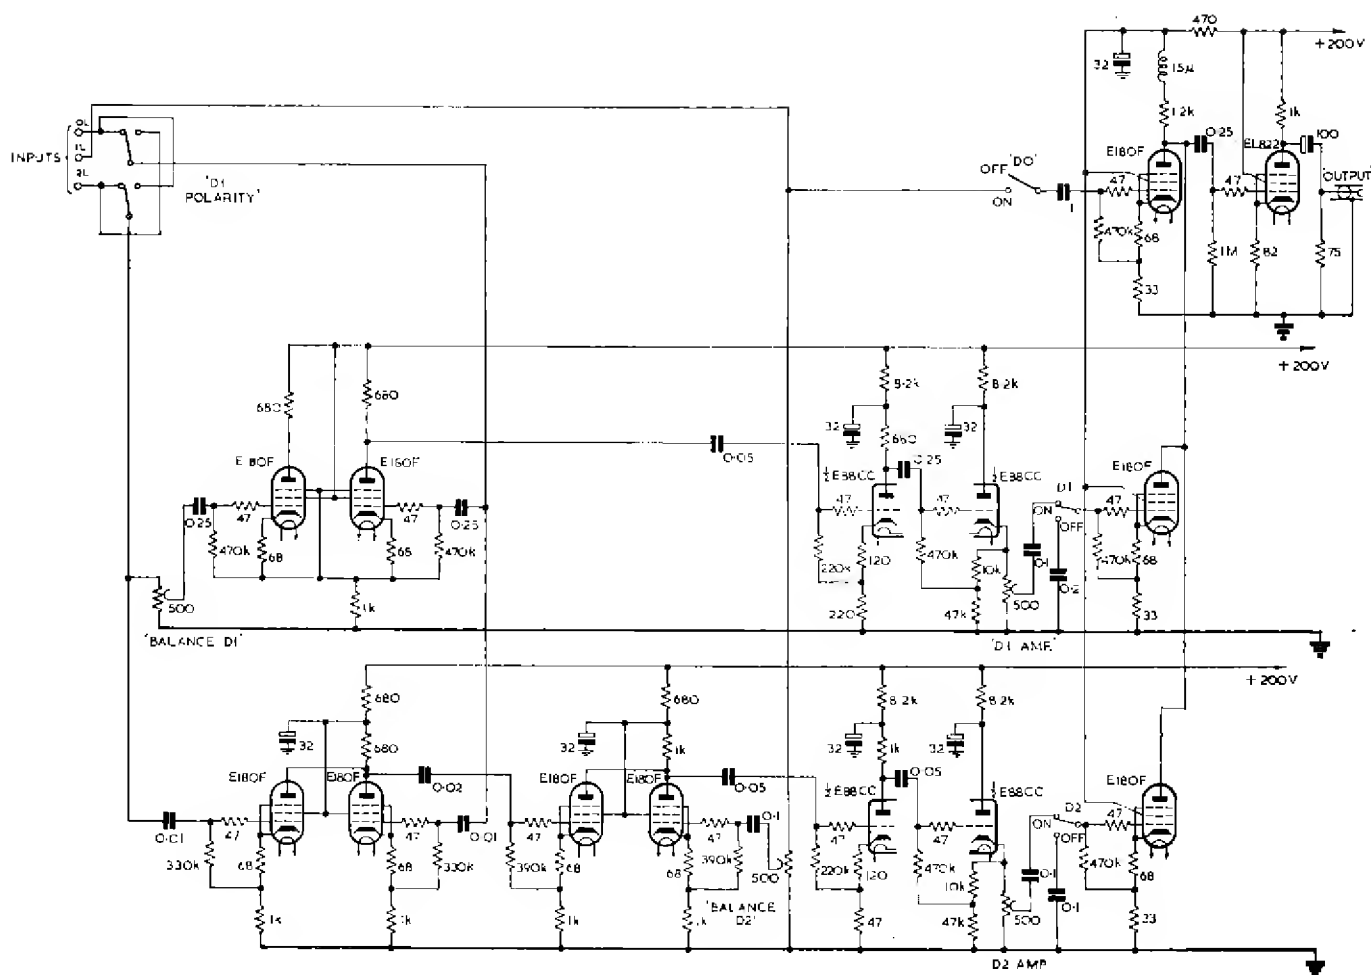 470
+200V
32
15μ
1.2k
1k
0.25
100
E180F
EL822
'DO'
OFF
ON
1
47
47
'OUTPUT'
470k
68
33
1M
82
75
0L
1L
2L
INPUTS
'D1
POLARITY'
+200V
680
680
8.2k
8.2k
32
680
32
E180F
E180F
0.05
0.25
½E88CC
½E88CC
E180F
0.25
47
47
0.25
47
47
D1
ON
OFF
47
470k
68
68
470k
220k
120
470k
10k
0.1
0.2
470k
68
500
1k
220
47k
500
33
'BALANCE D1'
'D1 AMP.'
+200V
680
680
8.2k
8.2k
32
680
32
1k
32
1k
32
E180F
E180F
0.02
E180F
E180F
0.05
½E88CC
0.05
½E88CC
E180F
0.01
47
47
0.01
47
47
0.1
47
47
D2
ON
OFF
47
330k
68
68
330k
390k
68
68
390k
500
220k
120
470k
10k
0.1
0.1
470k
68
1k
1k
1k
1k
'BALANCE
D2'
47
47k
500
33
D2 AMP